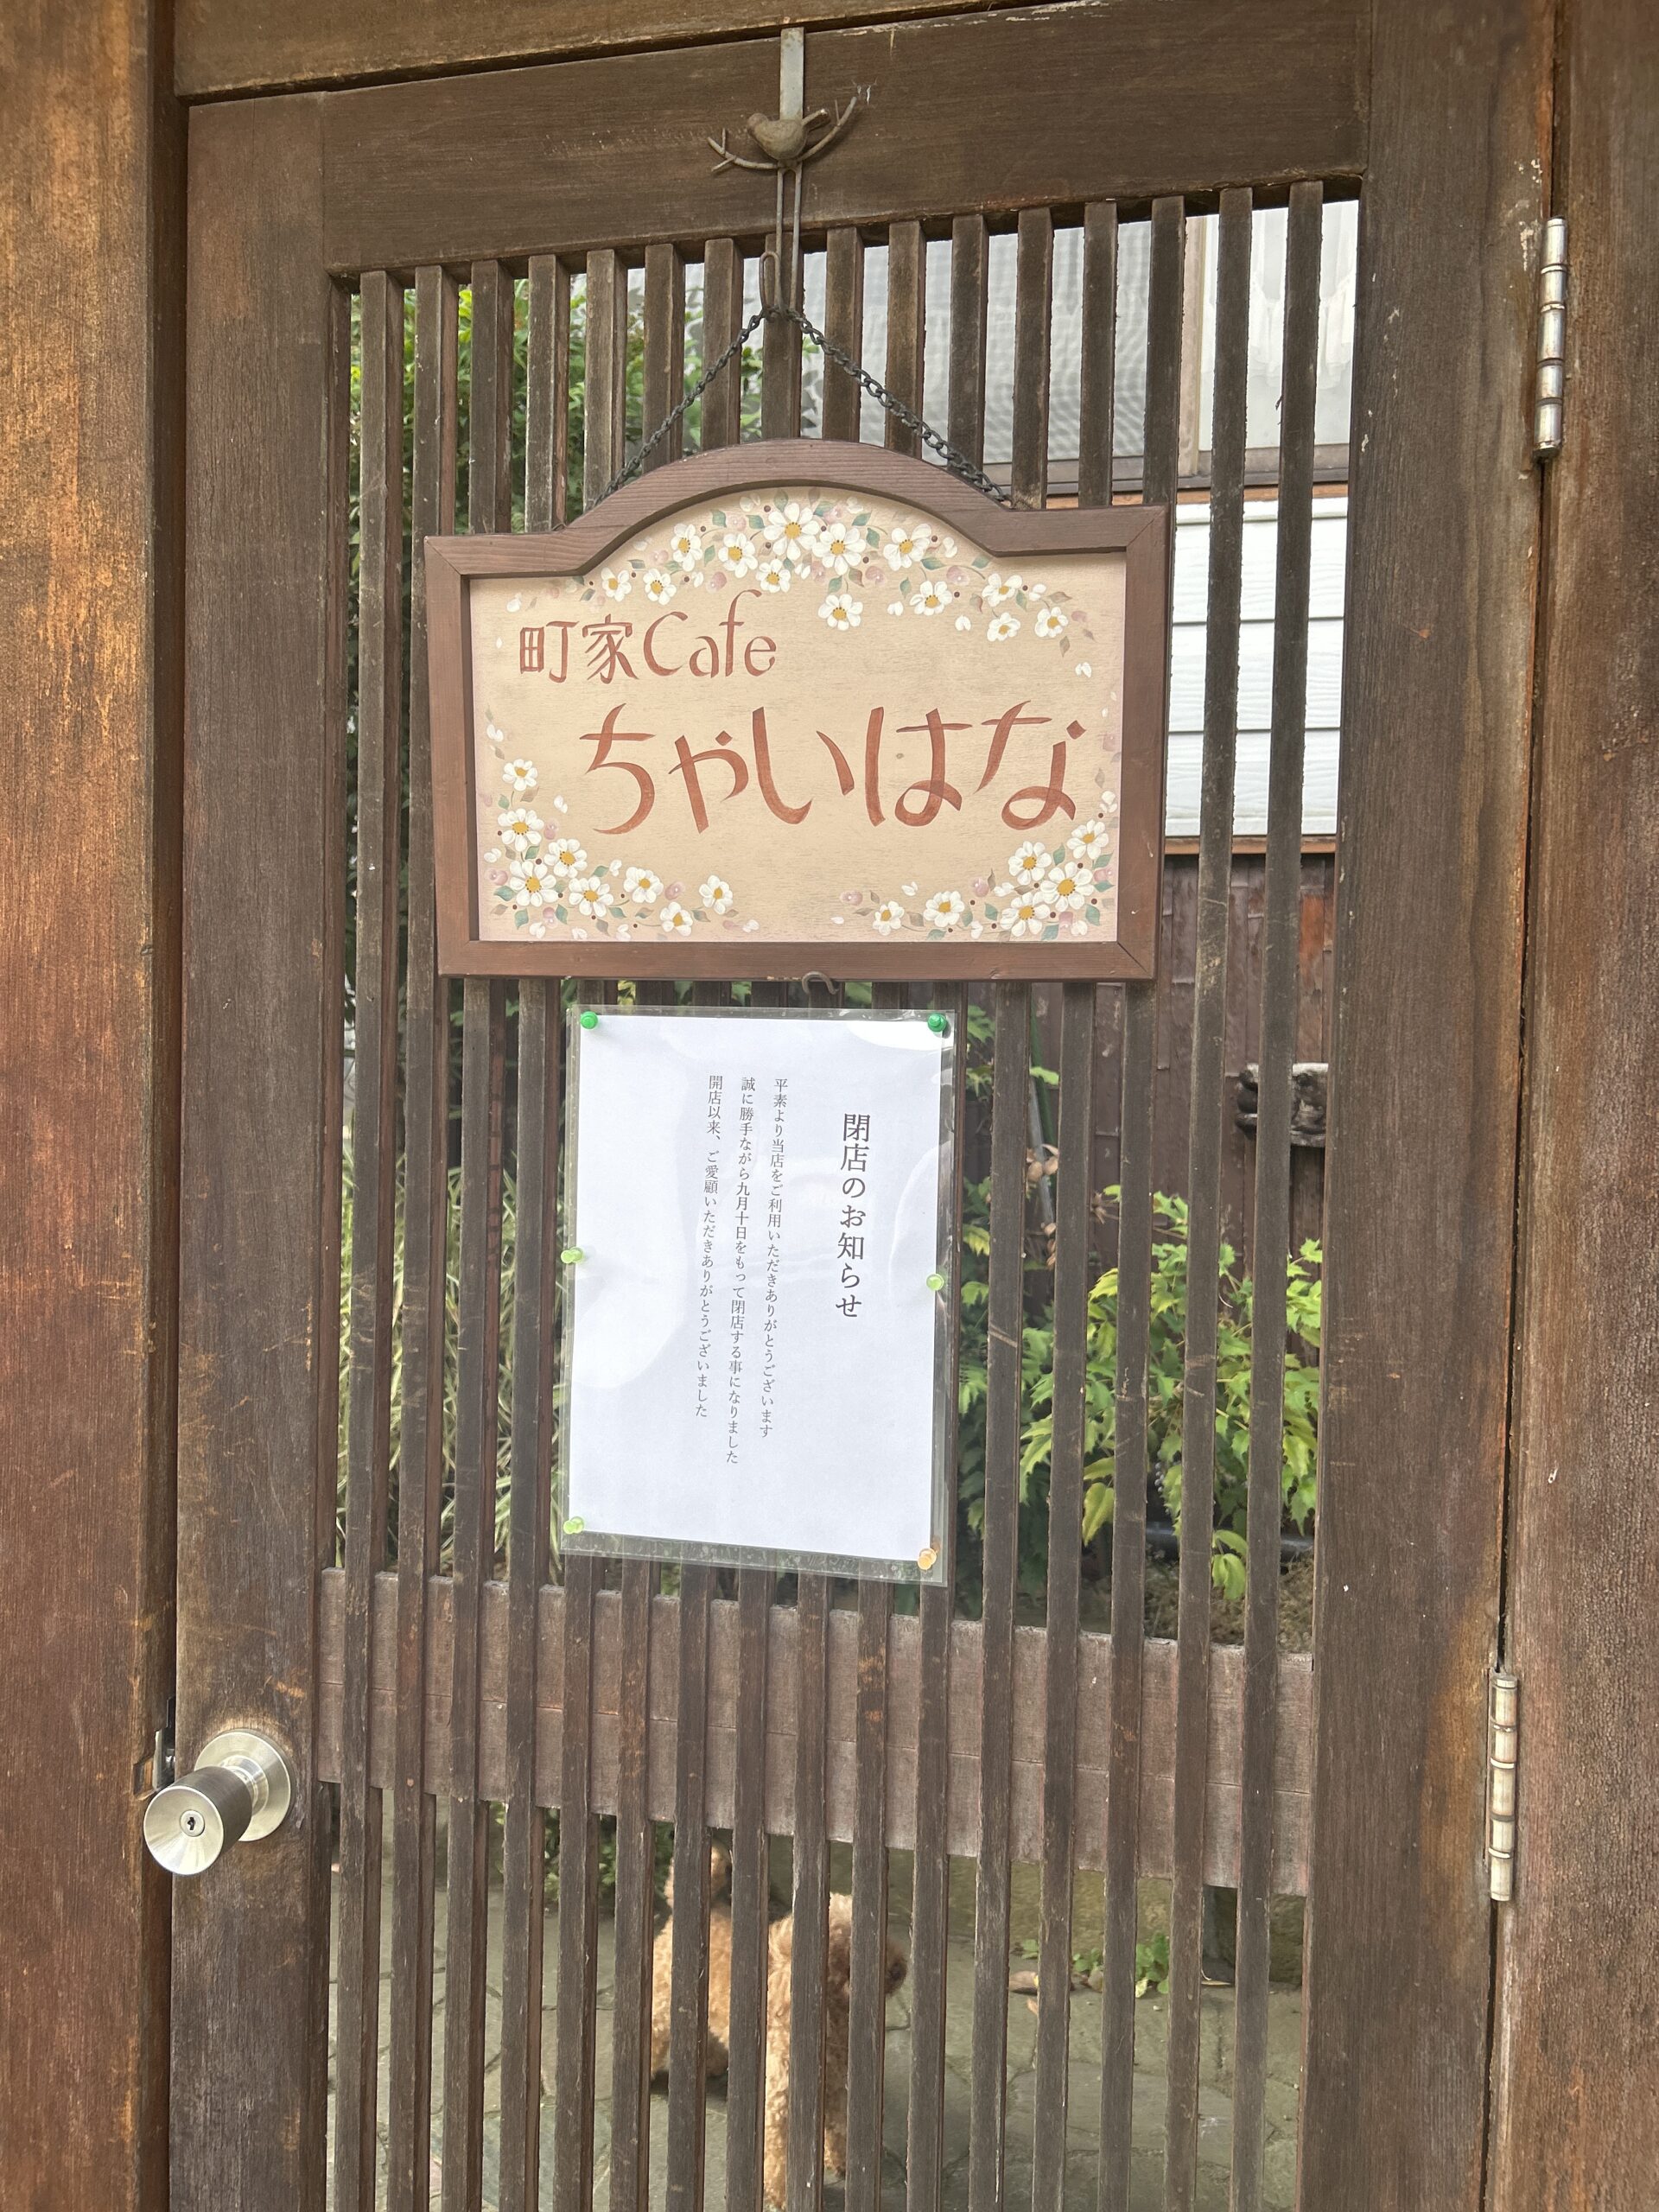 町家Cafe
ちゃいはな
閉店のお知らせ
平素より当店をご利用いただきありがとうございます
誠に勝手ながら九月十日をもって閉店する事になりました
開店以来、ご愛顧いただきありがとうございました